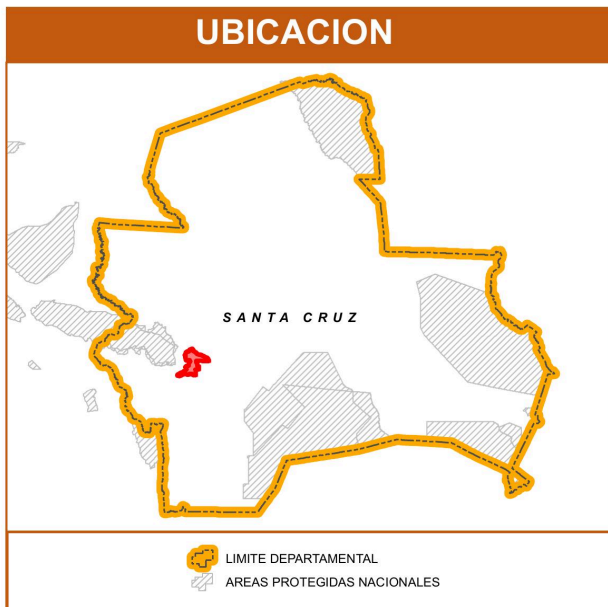 UBICACION
SANTA CRUZ
LIMITE DEPARTAMENTAL
AREAS PROTEGIDAS NACIONALES